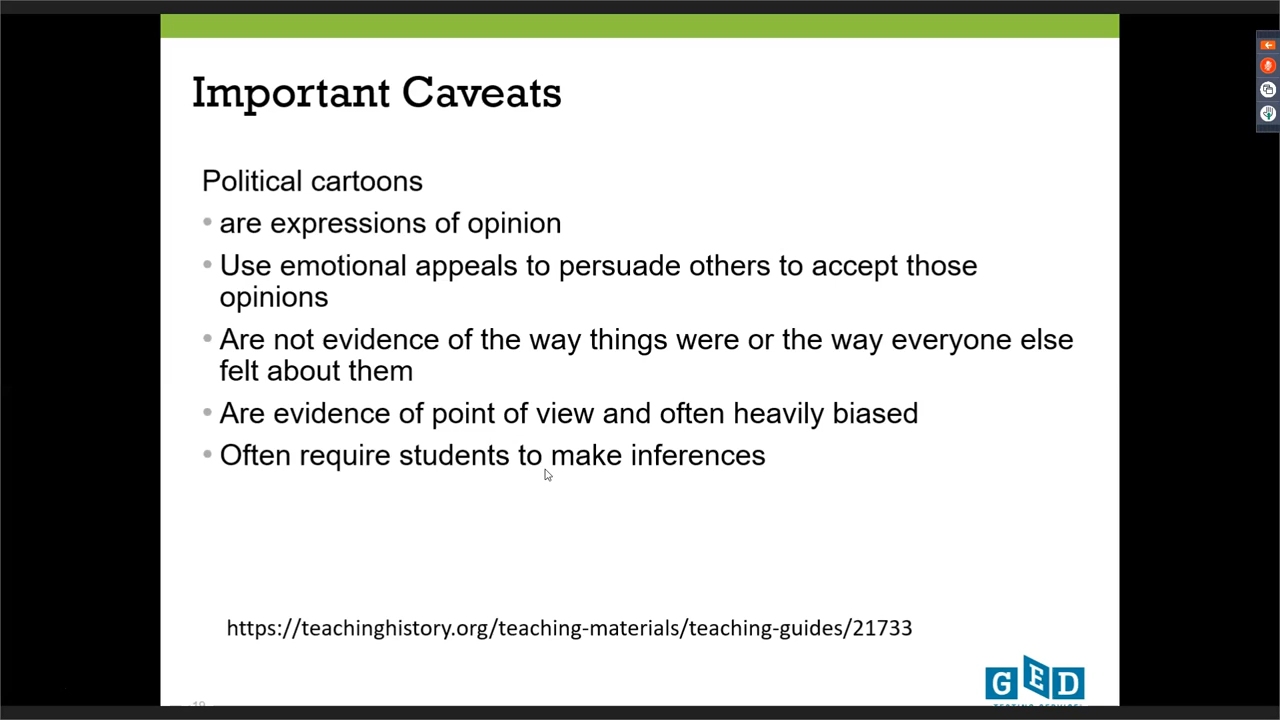 Important Caveats
Political cartoons
• are expressions of opinion
• Use emotional appeals to persuade others to accept those
opinions
• Are not evidence of the way things were or the way everyone else
felt about them
• Are evidence of point of view and often heavily biased
• Often require students to make inferences
https://teachinghistory.org/teaching-materials/teaching-guides/21733
GED